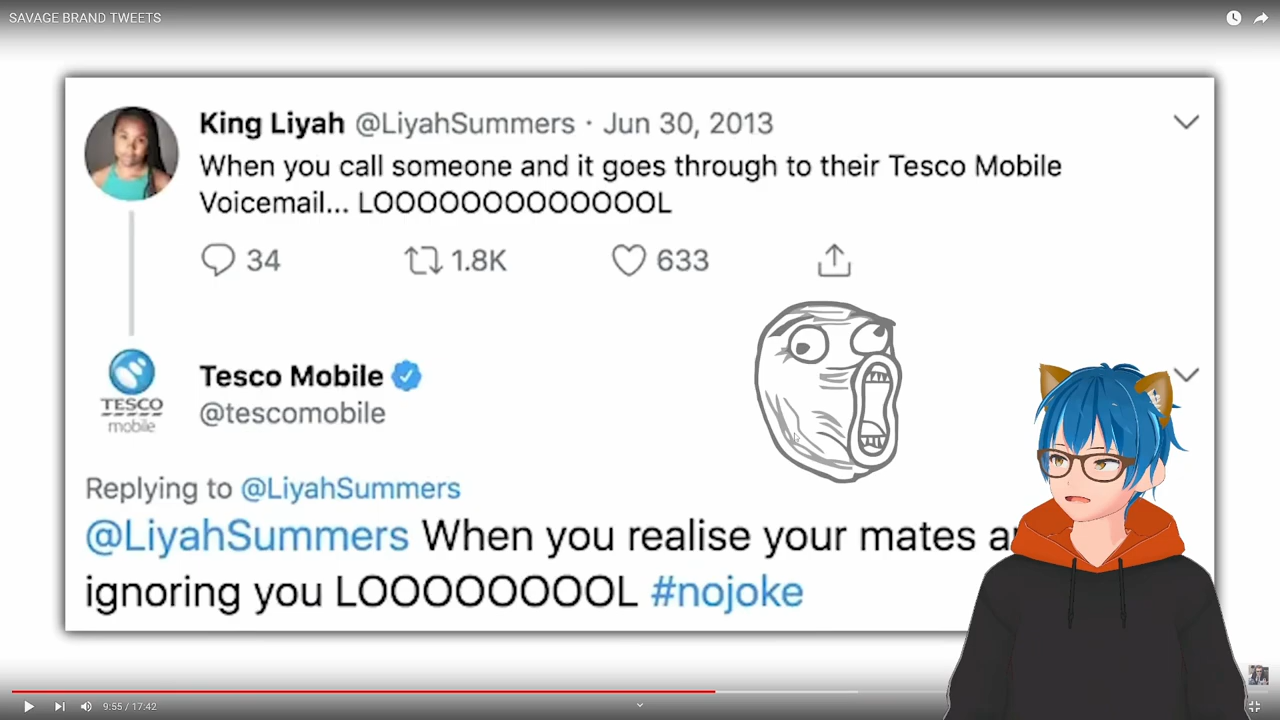 SAVAGE BRAND TWEETS
King Liyah @LiyahSummers · Jun 30, 2013
When you call someone and it goes through to their Tesco Mobile
Voicemail... LOOOOOOOOOOOOOL
34 1.8K 633
Tesco Mobile
@tescomobile
TESCO
mobile
Replying to @LiyahSummers
@LiyahSummers When you realise your mates
ignoring you LOOOOOOOOL #nojoke
9:55 / 17:42